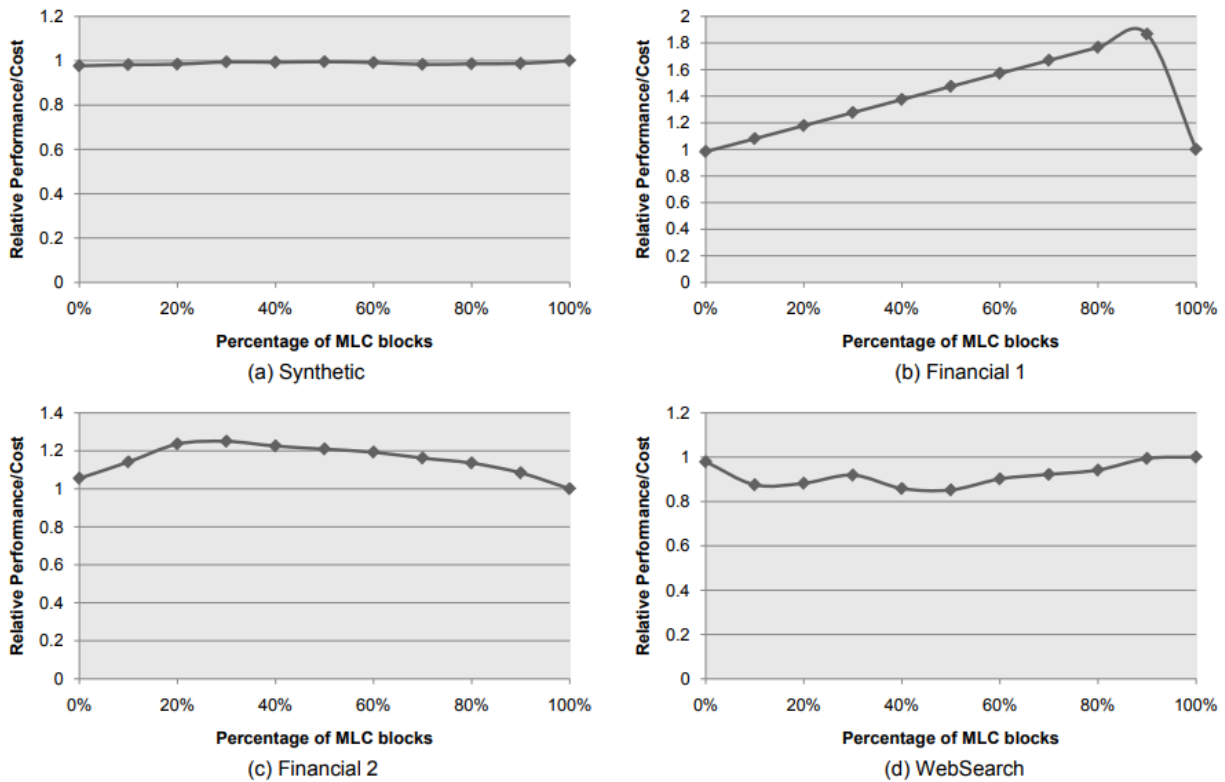 Relative Performance/Cost
1.2
1
0.8
0.6
0.4
0.2
0
0% 20% 40% 60% 80% 100%
Percentage of MLC blocks
(a) Synthetic
Relative Performance/Cost
2
1.8
1.6
1.4
1.2
1
0.8
0.6
0.4
0.2
0
0% 20% 40% 60% 80% 100%
Percentage of MLC blocks
(b) Financial 1
Relative Performance/Cost
1.4
1.2
1
0.8
0.6
0.4
0.2
0
0% 20% 40% 60% 80% 100%
Percentage of MLC blocks
(c) Financial 2
Relative Performance/Cost
1.2
1
0.8
0.6
0.4
0.2
0
0% 20% 40% 60% 80% 100%
Percentage of MLC blocks
(d) WebSearch